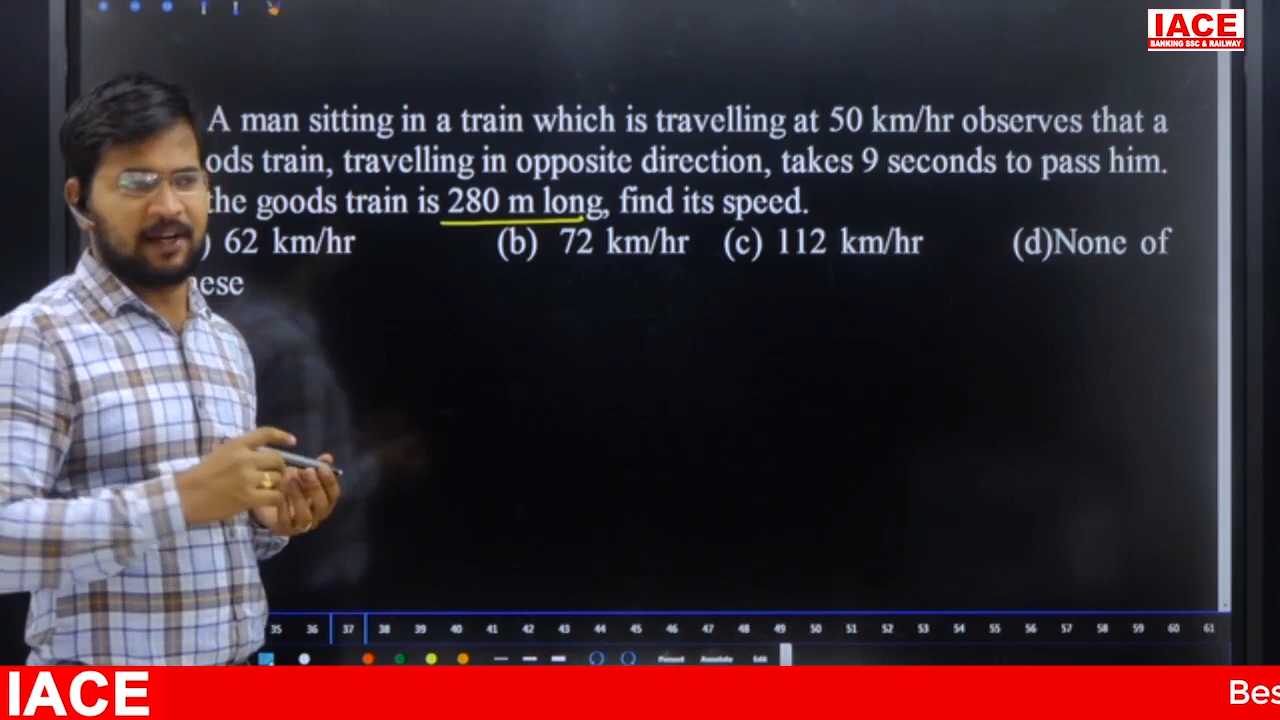 IACE
BANKING SSC & RAILWAY
A man sitting in a train which is travelling at 50 km/hr observes that a
ods train, travelling in opposite direction, takes 9 seconds to pass him.
the goods train is 280 m long, find its speed.
) 62 km/hr (b) 72 km/hr (c) 112 km/hr (d)None of
ese
35 36 37 38 39 40 41 42 43 44 45 46 47 48 49 50 51 52 53 54 55 56 57 58 59 60 61
Annotate Edit
IACE
Bes